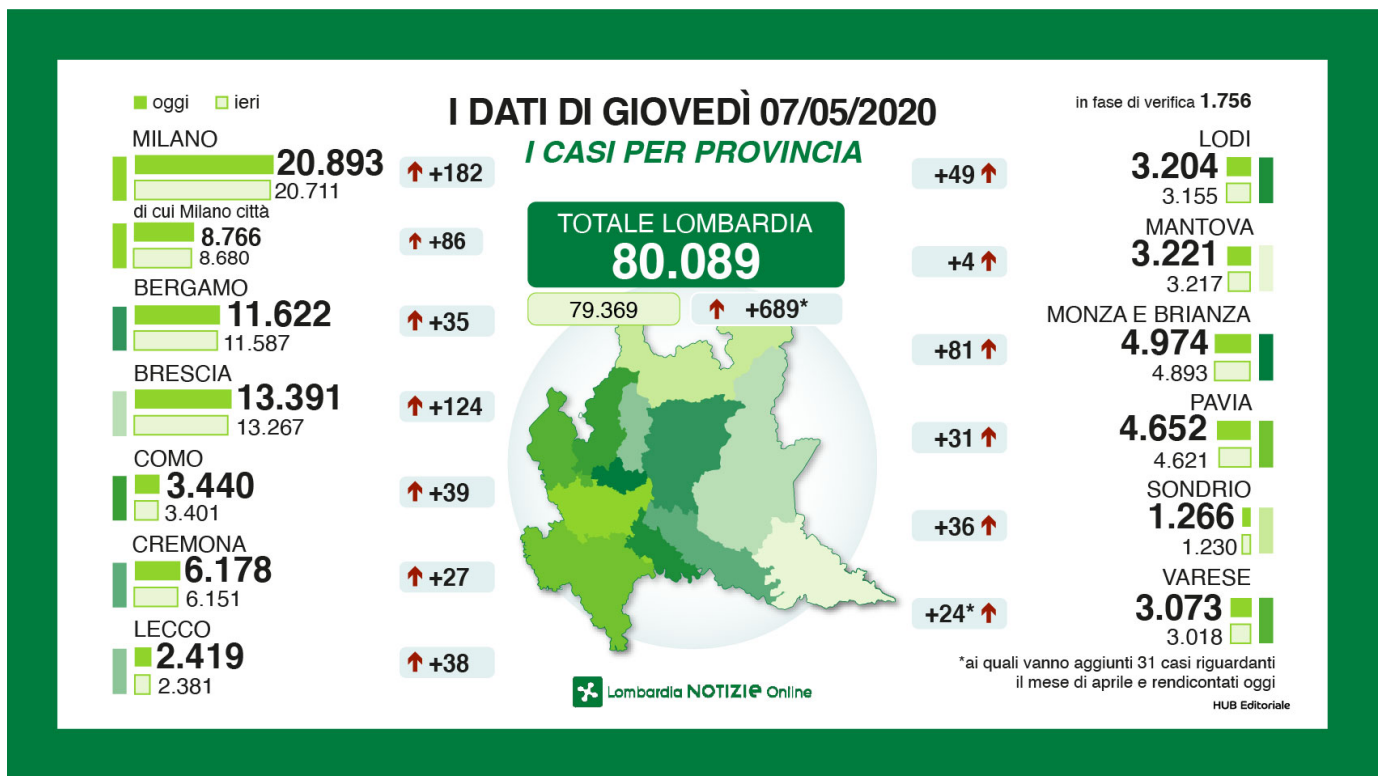 oggi ieri
I DATI DI GIOVEDÌ 07/05/2020
I CASI PER PROVINCIA
in fase di verifica 1.756
MILANO
20.893
20.711
+182
di cui Milano città
8.766
8.680
+86
BERGAMO
11.622
11.587
+35
BRESCIA
13.391
13.267
+124
COMO
3.440
3.401
+39
CREMONA
6.178
6.151
+27
LECCO
2.419
2.381
+38
TOTALE LOMBARDIA
80.089
79.369
+689*
LODI
+49
3.204
3.155
MANTOVA
+4
3.221
3.217
MONZA E BRIANZA
+81
4.974
4.893
PAVIA
+31
4.652
4.621
SONDRIO
+36
1.266
1.230
VARESE
+24*
3.073
3.018
*ai quali vanno aggiunti 31 casi riguardanti
il mese di aprile e rendicontati oggi
Lombardia NOTIZIE Online
HUB Editoriale